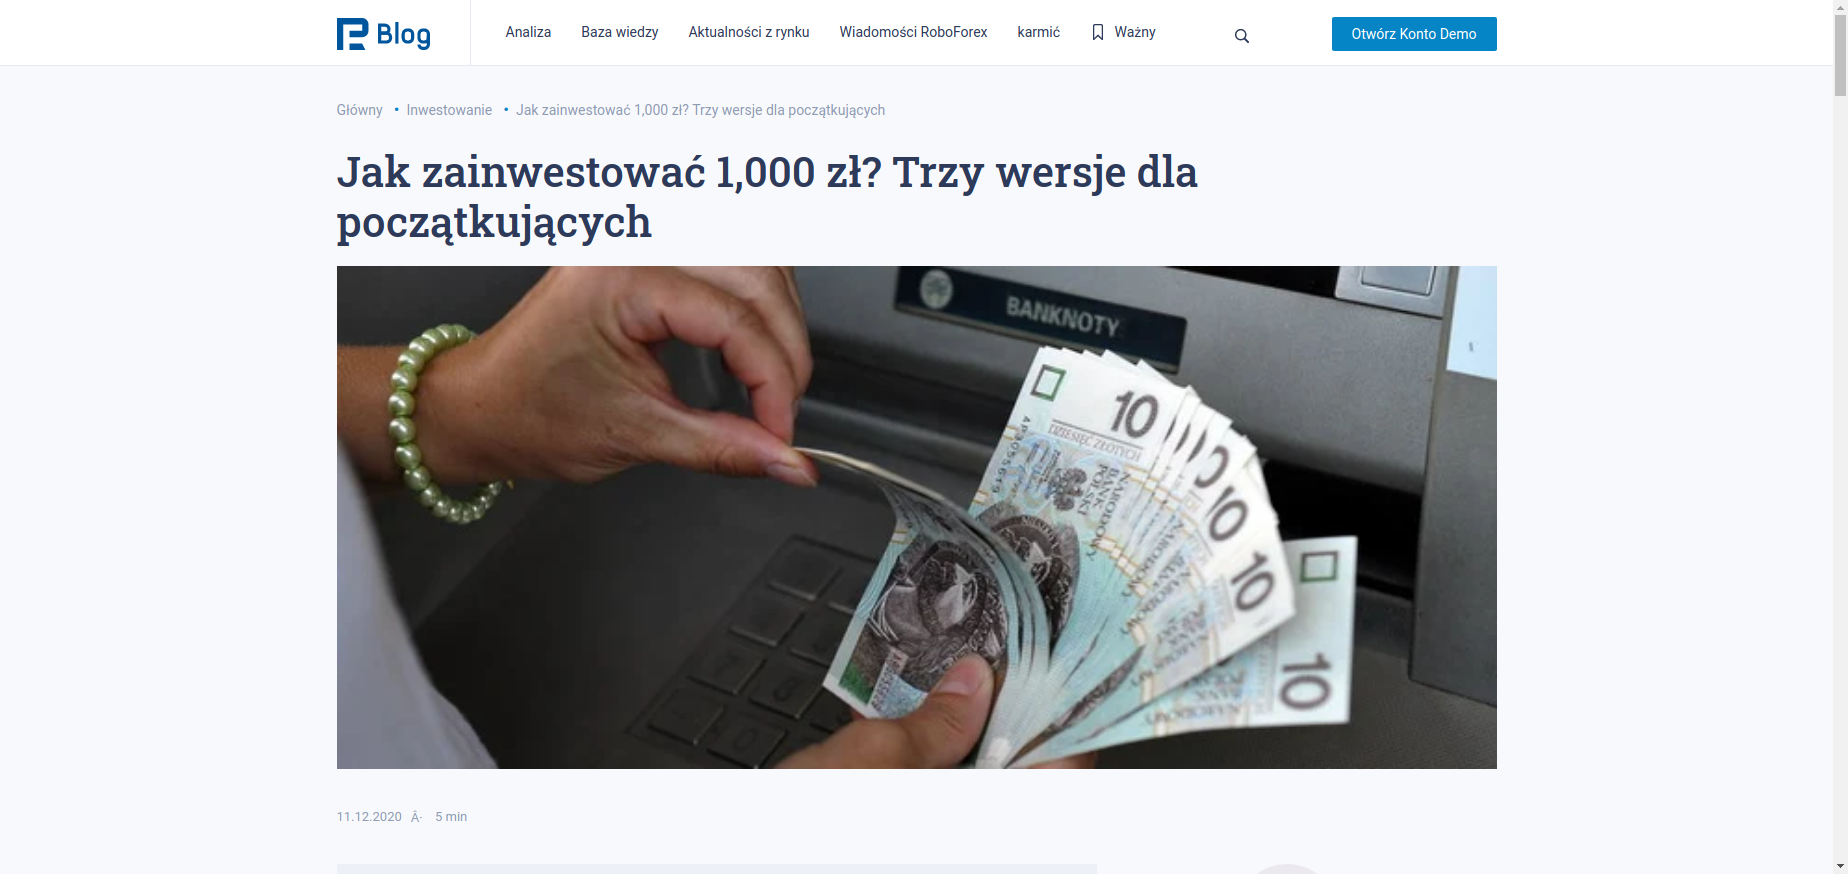 Blog
Analiza
Baza wiedzy
Aktualności z rynku
Wiadomości RoboForex
karmić
Ważny
Otwórz Konto Demo
Główny • Inwestowanie • Jak zainwestować 1,000 zł? Trzy wersje dla początkujących
Jak zainwestować 1,000 zł? Trzy wersje dla
początkujących
BANKNOTY
10
DZIESIĘĆ ZŁOTYCH
AP3055619
NARODOWY
BANK
POLSKI
10
10
10
11.12.2020 Â· 5 min